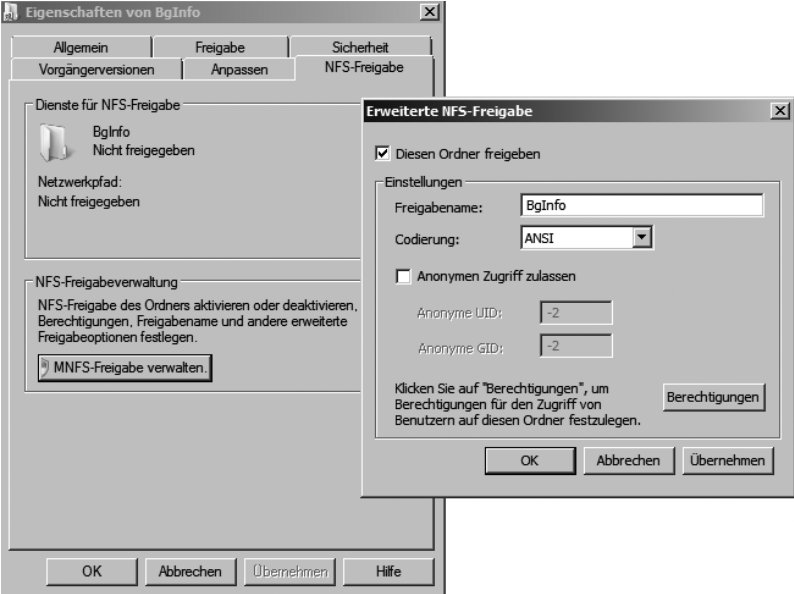 Eigenschaften von BgInfo
Allgemein
Freigabe
Sicherheit
Vorgängerversionen
Anpassen
NFS-Freigabe
Dienste für NFS-Freigabe
BgInfo
Nicht freigegeben
Netzwerkpfad:
Nicht freigegeben
NFS-Freigabeverwaltung
NFS-Freigabe des Ordners aktivieren oder deaktivieren,
Berechtigungen, Freigabename und andere erweiterte
Freigabeoptionen festlegen.
MNFS-Freigabe verwalten.
OK
Abbrechen
Übernehmen
Hilfe
Erweiterte NFS-Freigabe
Diesen Ordner freigeben
Einstellungen
Freigabename:
BgInfo
Codierung:
ANSI
Anonymen Zugriff zulassen
Anonyme UID:
-2
Anonyme GID:
-2
Klicken Sie auf "Berechtigungen", um
Berechtigungen für den Zugriff von
Benutzern auf diesen Ordner festzulegen.
Berechtigungen
OK
Abbrechen
Übernehmen